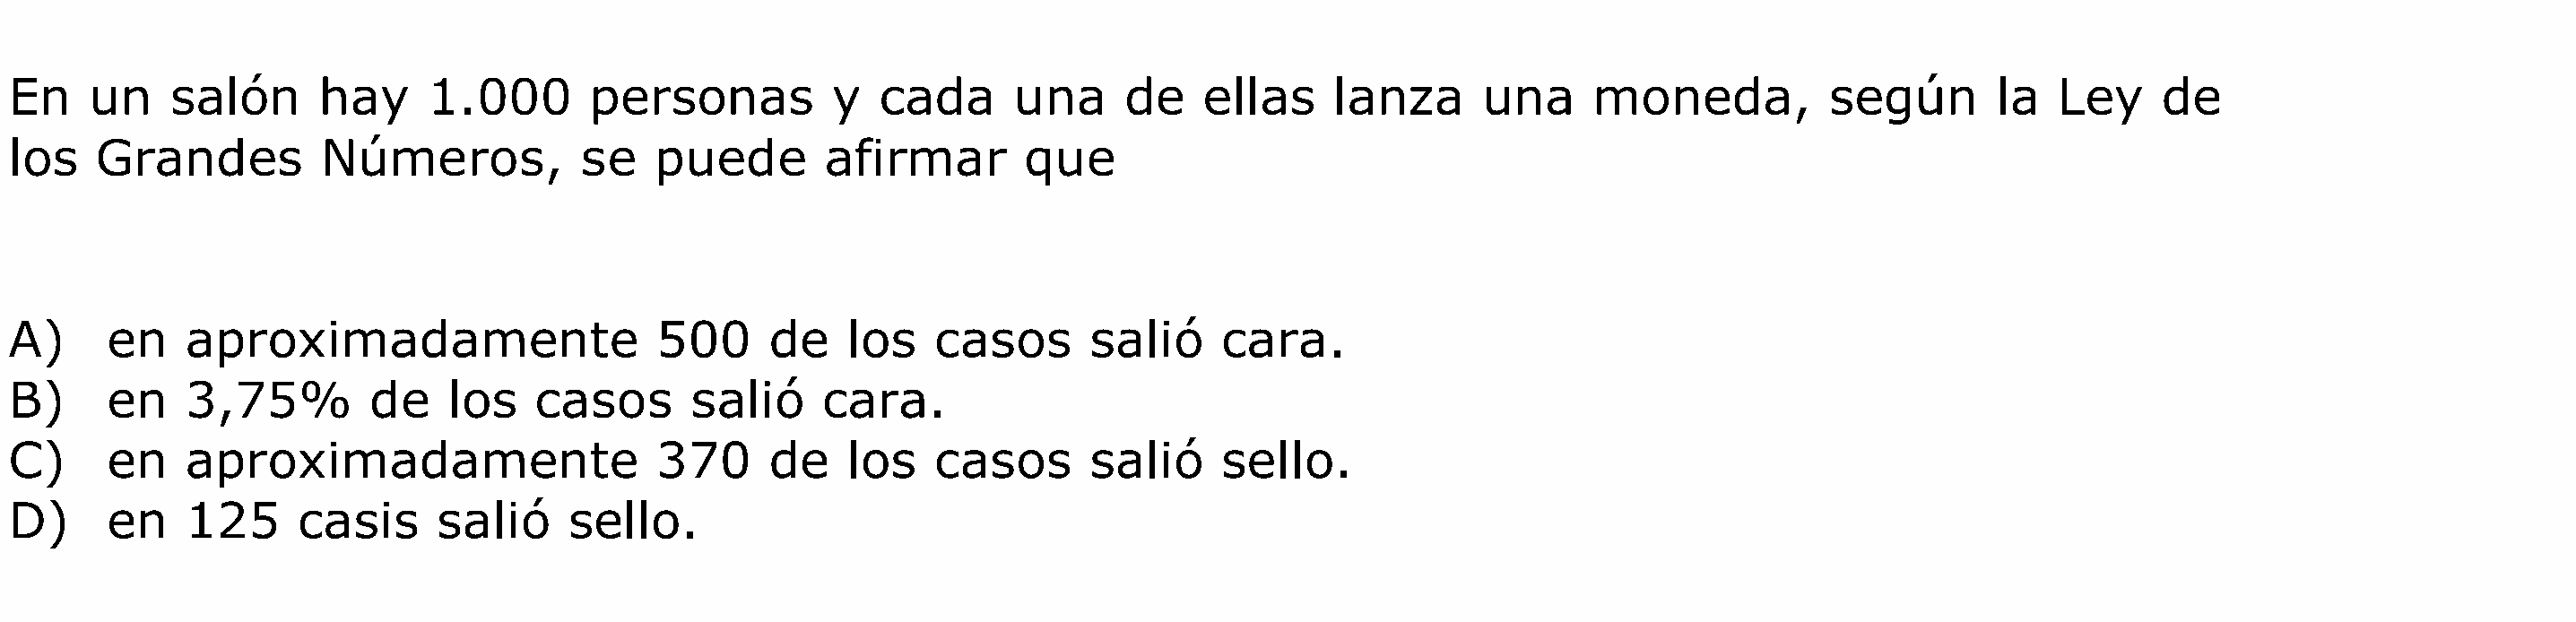 En un salón hay 1.000 personas y cada una de ellas lanza una moneda, según la Ley de
los Grandes Números, se puede afirmar que
A) en aproximadamente 500 de los casos salió cara.
B) en 3,75% de los casos salió cara.
C) en aproximadamente 370 de los casos salió sello.
D) en 125 casis salió sello.